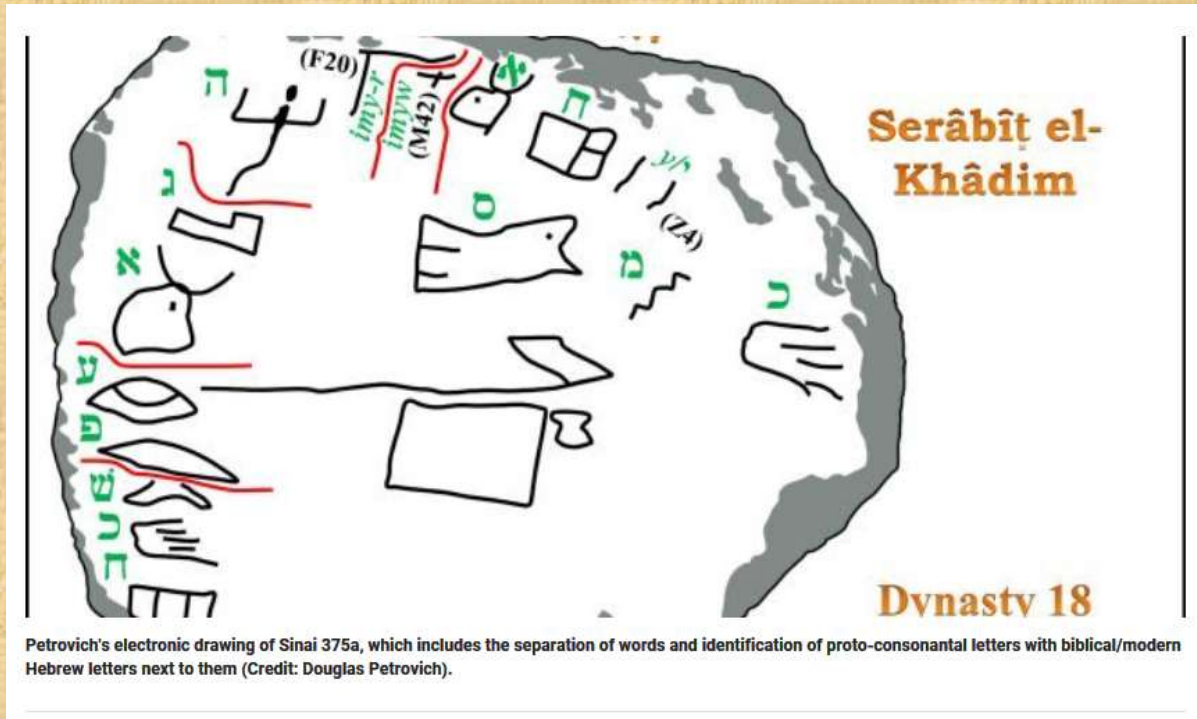 ה
(F20)
imy-r
imyw
(M42)
א
ח
(Z4)
Serâbîṭ el-
Khâdim
ג
ס
א
מ
כ
ע
פ
שׁ
כ
ח
Dynasty 18
Petrovich's electronic drawing of Sinai 375a, which includes the separation of words and identification of proto-consonantal letters with biblical/modern
Hebrew letters next to them (Credit: Douglas Petrovich).